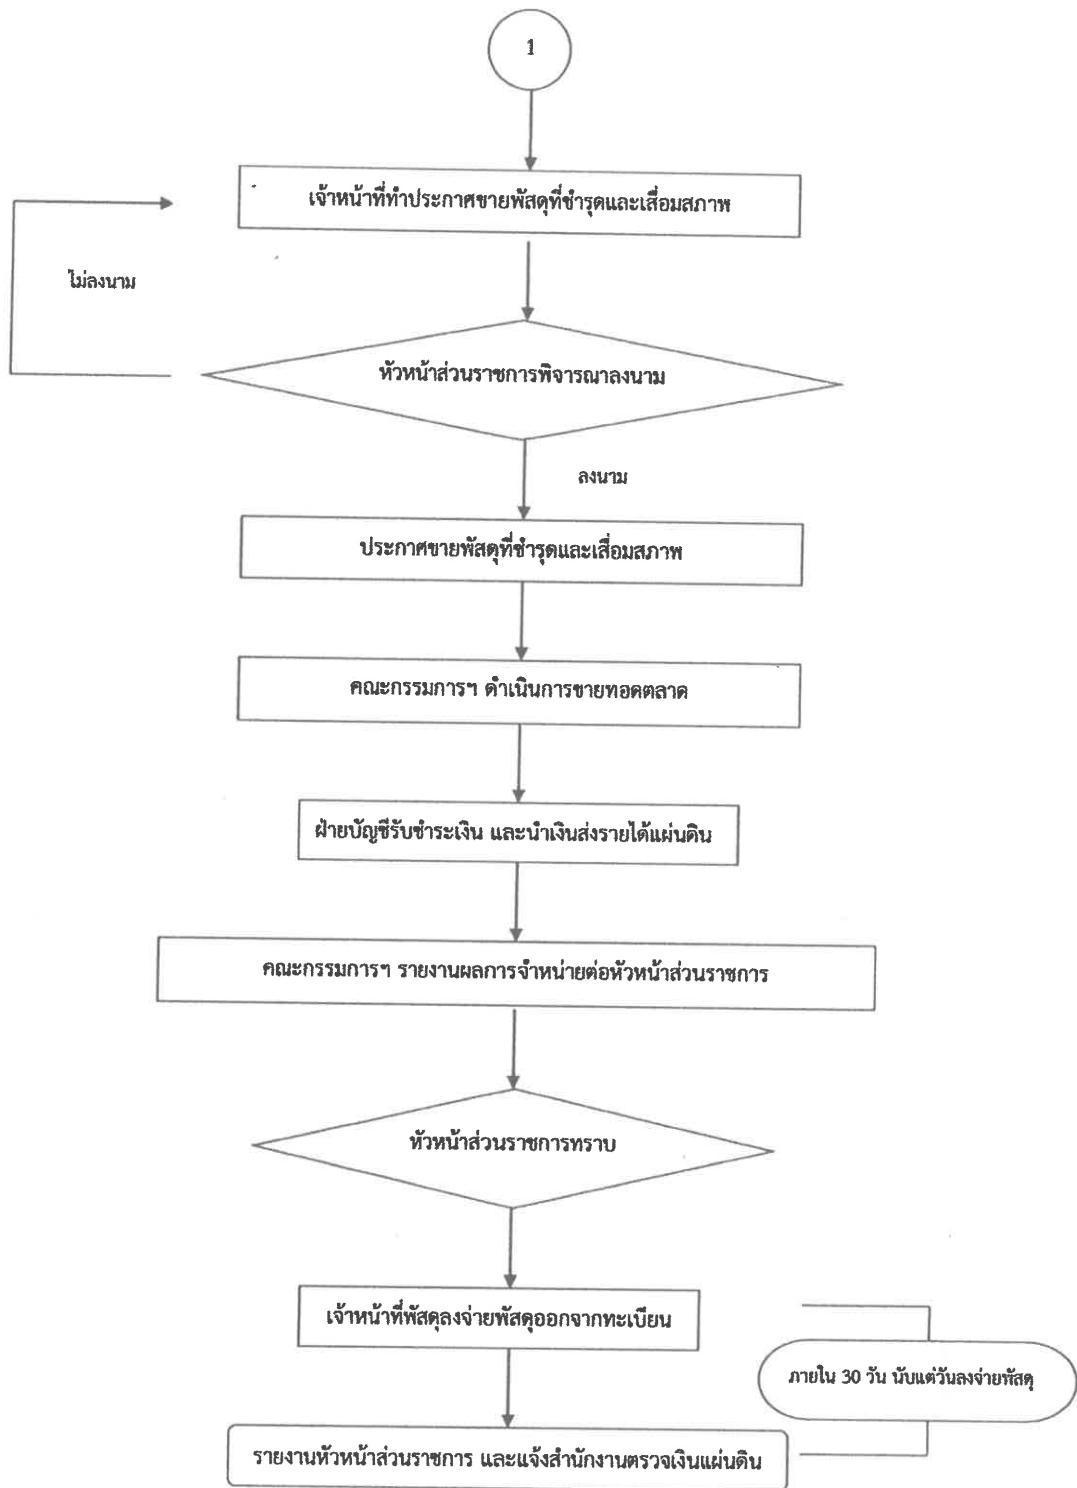 1
เจ้าหน้าที่ทำประกาศขายพัสดุที่ชำรุดและเสื่อมสภาพ
ไม่ลงนาม
หัวหน้าส่วนราชการพิจารณาลงนาม
ลงนาม
ประกาศขายพัสดุที่ชำรุดและเสื่อมสภาพ
คณะกรรมการฯ ดำเนินการขายทอดตลาด
ฝ่ายบัญชีรับชำระเงิน และนำเงินส่งรายได้แผ่นดิน
คณะกรรมการฯ รายงานผลการจำหน่ายต่อหัวหน้าส่วนราชการ
หัวหน้าส่วนราชการทราบ
เจ้าหน้าที่พัสดุลงจ่ายพัสดุออกจากทะเบียน
ภายใน 30 วัน นับแต่วันลงจ่ายพัสดุ
รายงานหัวหน้าส่วนราชการ และแจ้งสำนักงานตรวจเงินแผ่นดิน